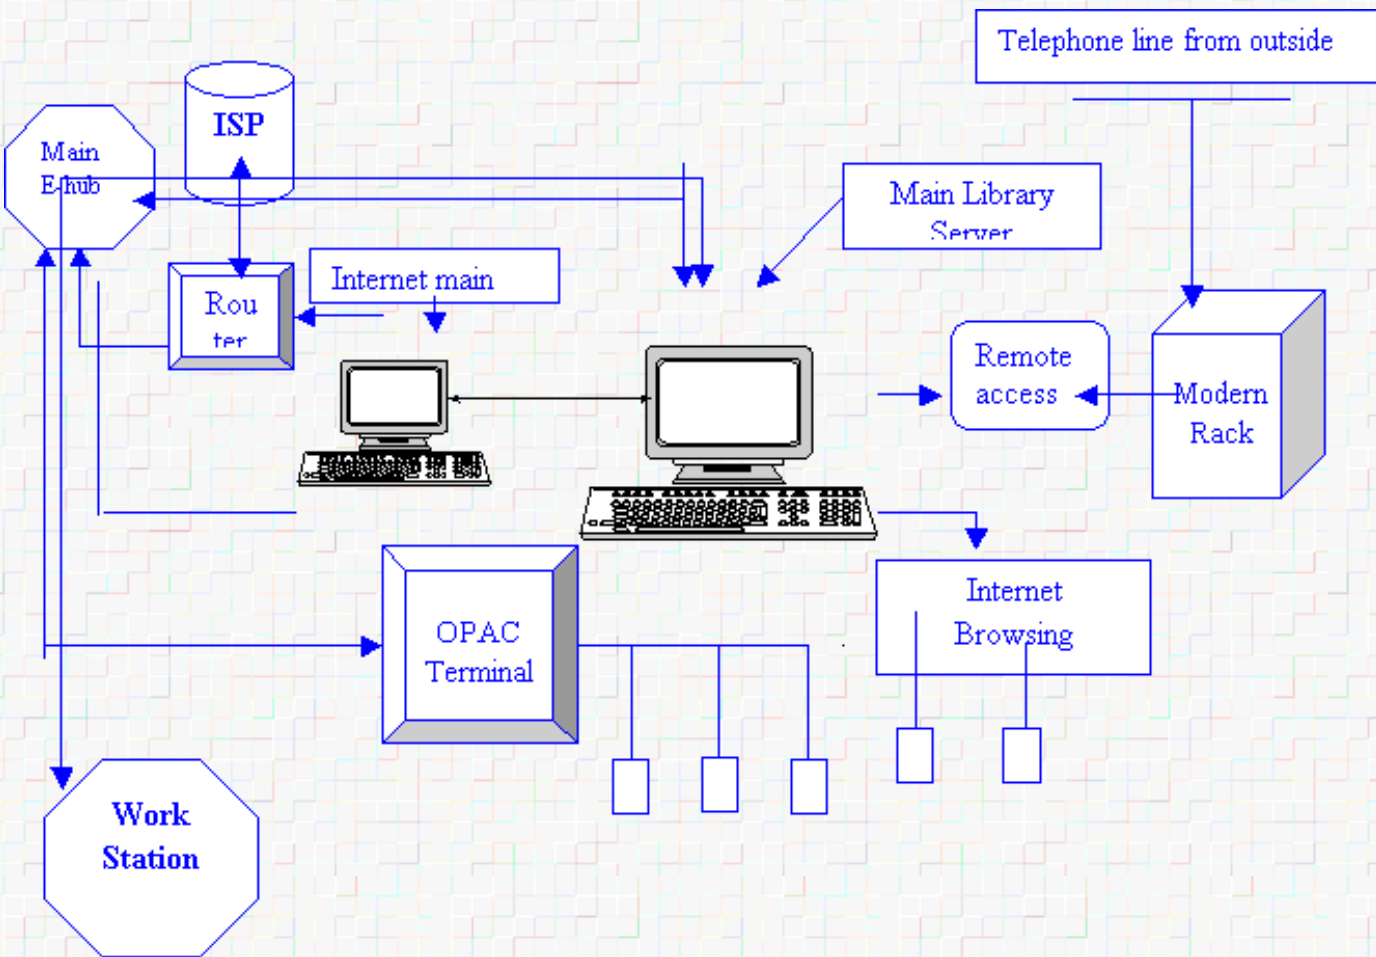 Telephone line from outside
ISP
Main
E-hub
Main Library
Server
Internet main
Rou
ter
Remote
access
Modern
Rack
Internet
Browsing
OPAC
Terminal
Work
Station